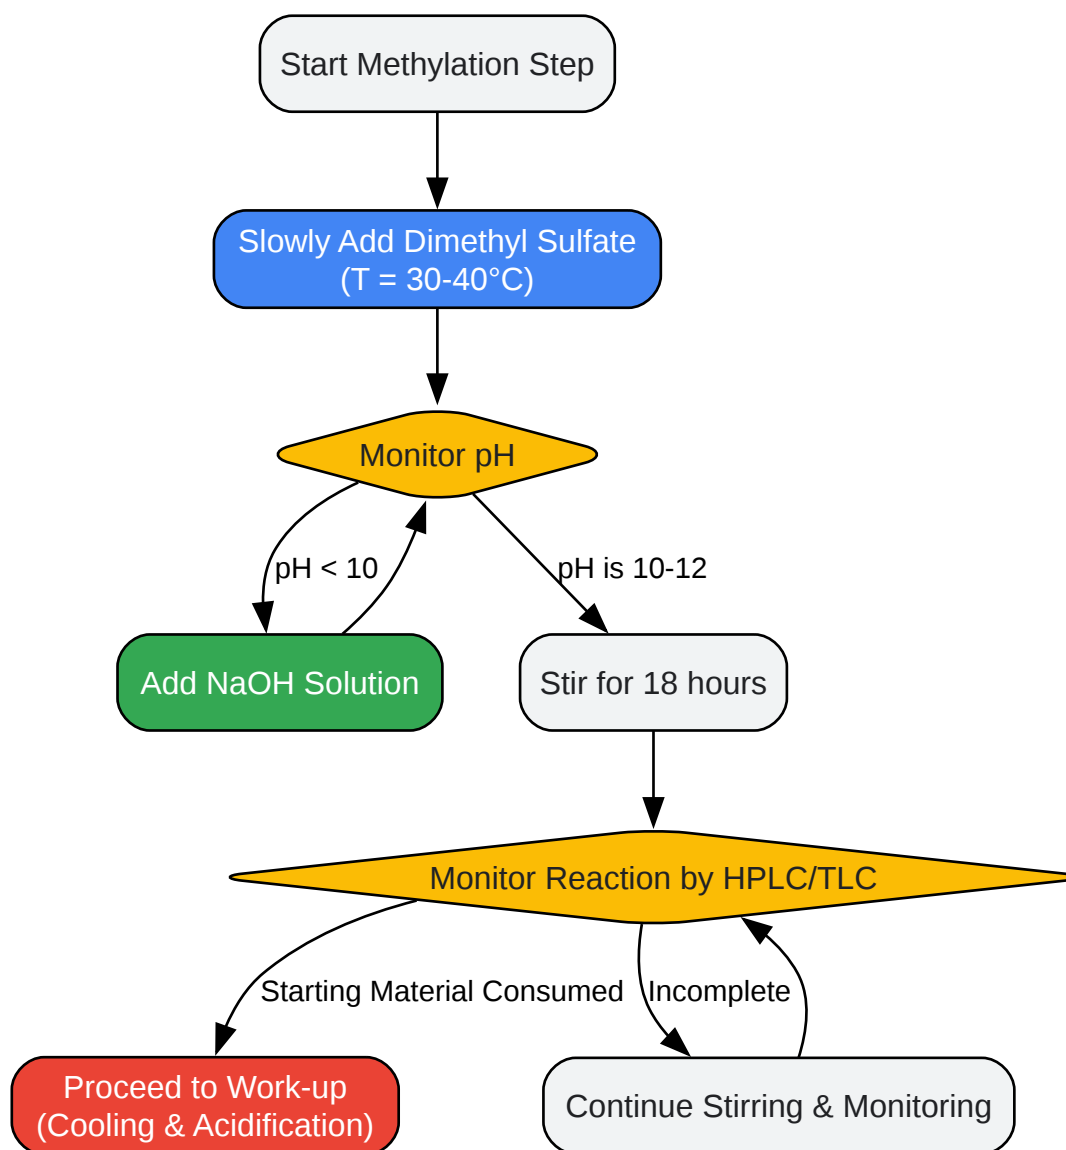 Start Methylation Step
Slowly Add Dimethyl Sulfate
(T = 30-40°C)
Monitor pH
pH < 10
pH is 10-12
Add NaOH Solution
Stir for 18 hours
Monitor Reaction by HPLC/TLC
Starting Material Consumed
Incomplete
Proceed to Work-up
(Cooling & Acidification)
Continue Stirring & Monitoring